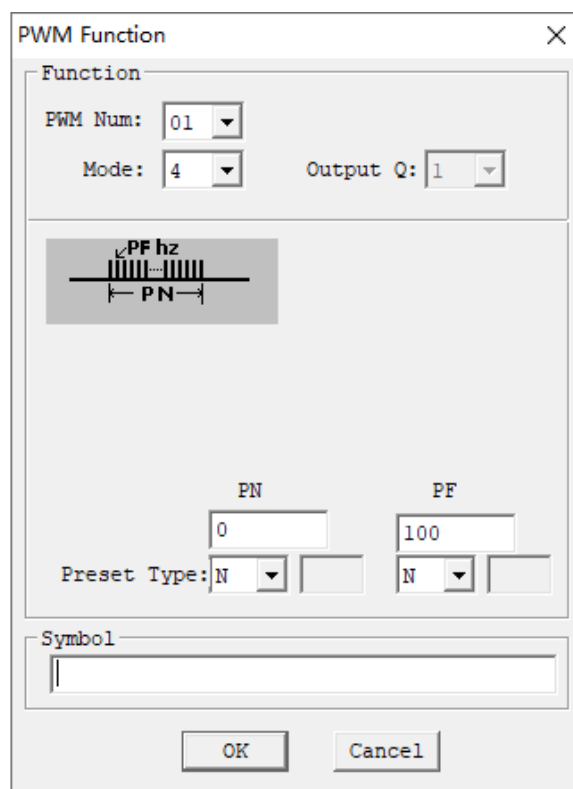 PWM Function
Function
PWM Num: 01
Mode: 4 Output Q: 1
PF hz
PN
PN PF
0 100
Preset Type: N N
Symbol
OK Cancel